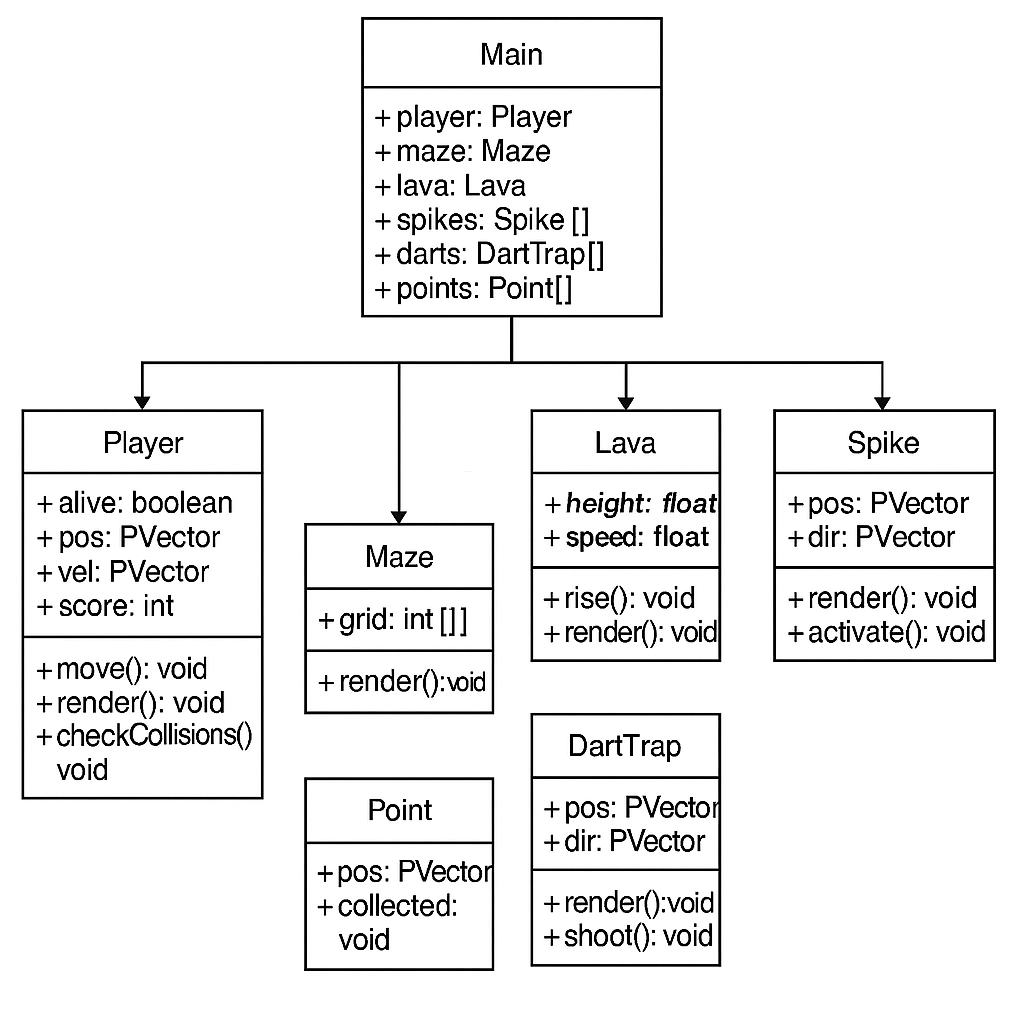 Main
+ player: Player
+ maze: Maze
+ lava: Lava
+ spikes: Spike []
+ darts: DartTrap[]
+ points: Point[]
Player
+ alive: boolean
+ pos: PVector
+ vel: PVector
+ score: int
+ move(): void
+ render(): void
+ checkCollisions()
void
Maze
+ grid: int []]
+ render():void
Lava
+ height: float
+ speed: float
+ rise(): void
+ render(): void
Spike
+ pos: PVector
+ dir: PVector
+ render(): void
+ activate(): void
Point
+ pos: PVector
+ collected:
void
DartTrap
+ pos: PVector
+ dir: PVector
+ render():void
+ shoot(): void